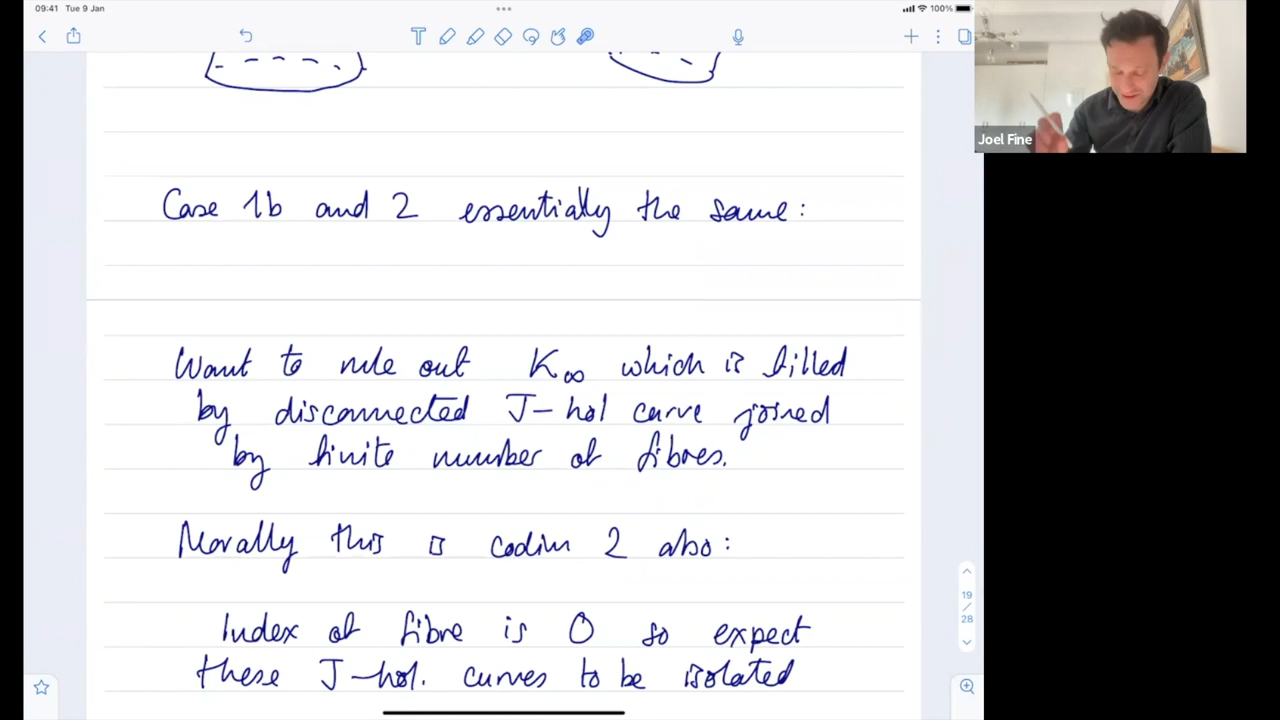 09:41 Tue 9 Jan
100%
Joel Fine
Case 1b and 2 essentially the same:
Want to rule out K∞ which is filled
by disconnected J-hol curve joined
by finite number of fibres.
Morally this is codim 2 also:
Index of fibre is 0 so expect
these J-hol. curves to be isolated
19
/
28